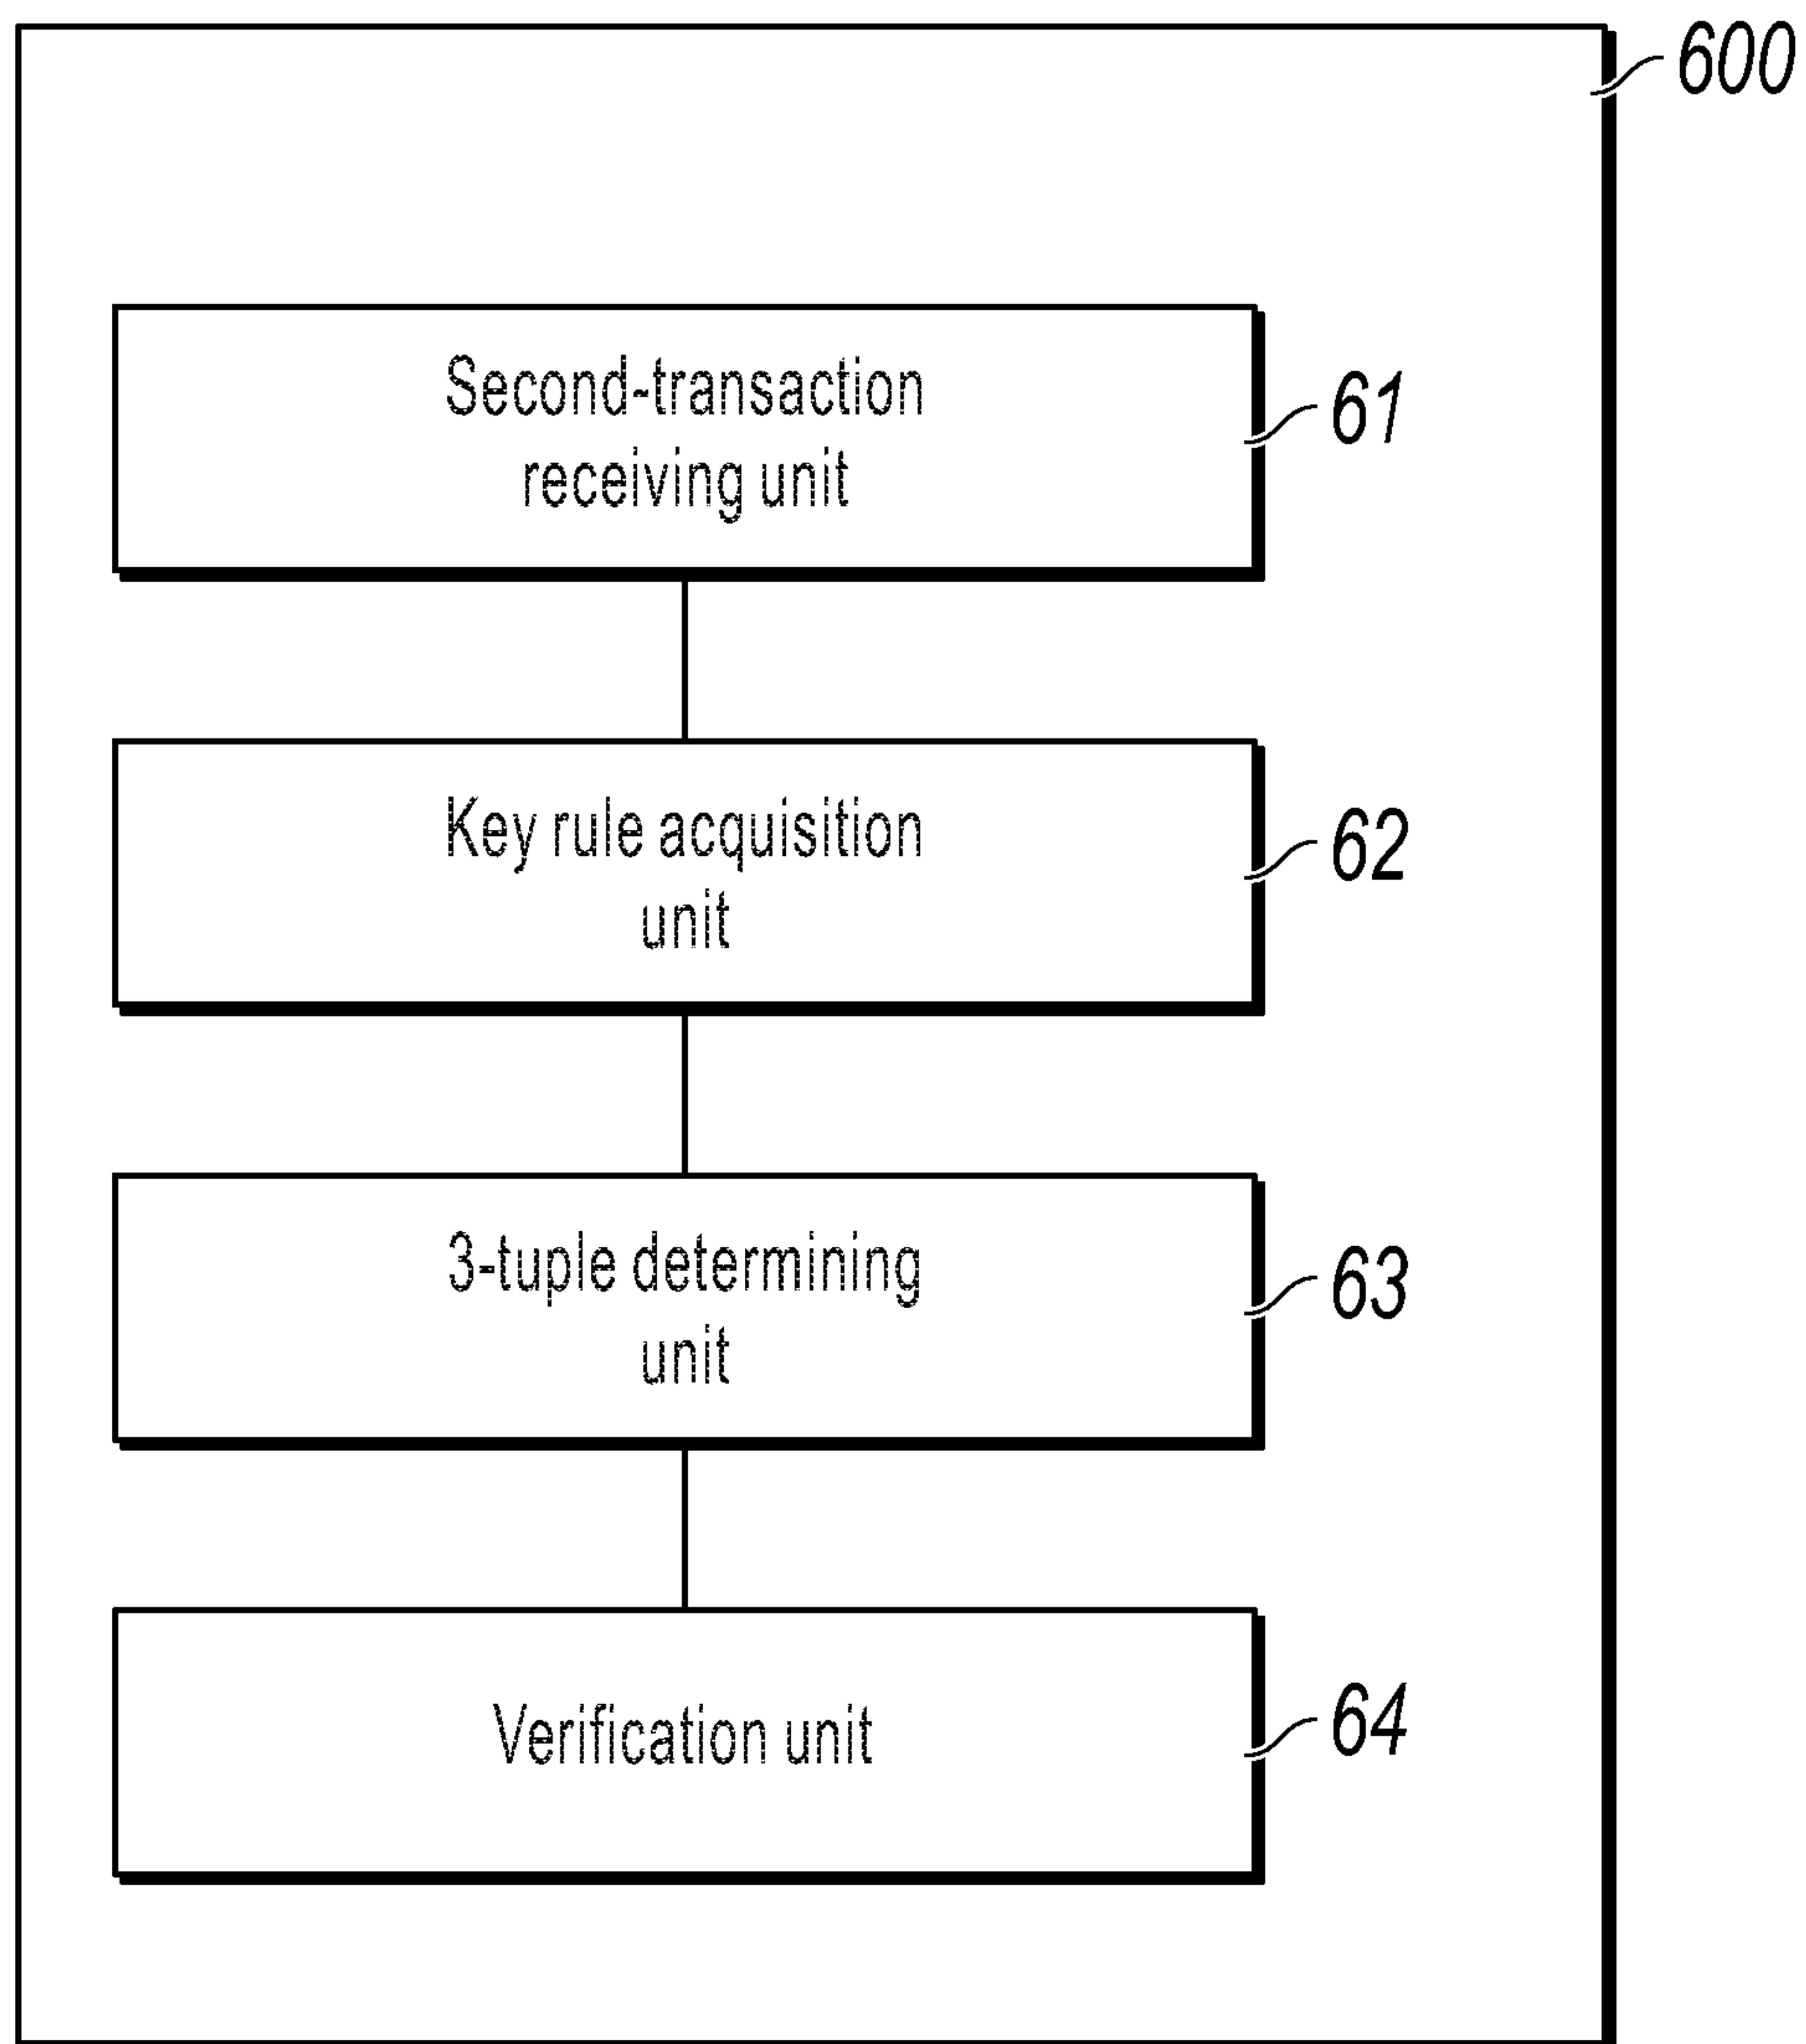 600
Second-transaction
receiving unit
61
Key rule acquisition
unit
62
3-tuple determining
unit
63
Verification unit
64